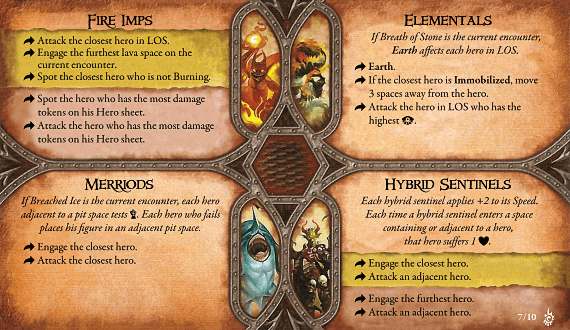 FIRE IMPS
Attack the closest hero in LOS.
Engage the furthest lava space on the
current encounter.
Spot the closest hero who is not Burning.
Spot the hero who has the most damage
tokens on his Hero sheet.
Attack the hero who has the most damage
tokens on his Hero sheet.
ELEMENTALS
If Breath of Stone is the current encounter,
Earth affects each hero in LOS.
Earth.
If the closest hero is Immobilized, move
3 spaces away from the hero.
Attack the hero in LOS who has the
highest
MERRIODS
If Breached Ice is the current encounter, each hero
adjacent to a pit space tests . Each hero who fails
places his figure in an adjacent pit space.
Engage the closest hero.
Attack the closest hero.
HYBRID SENTINELS
Each hybrid sentinel applies +2 to its Speed.
Each time a hybrid sentinel enters a space
containing or adjacent to a hero,
that hero suffers 1 .
Engage the closest hero.
Attack an adjacent hero.
Engage the furthest hero.
Attack an adjacent hero.
7/10